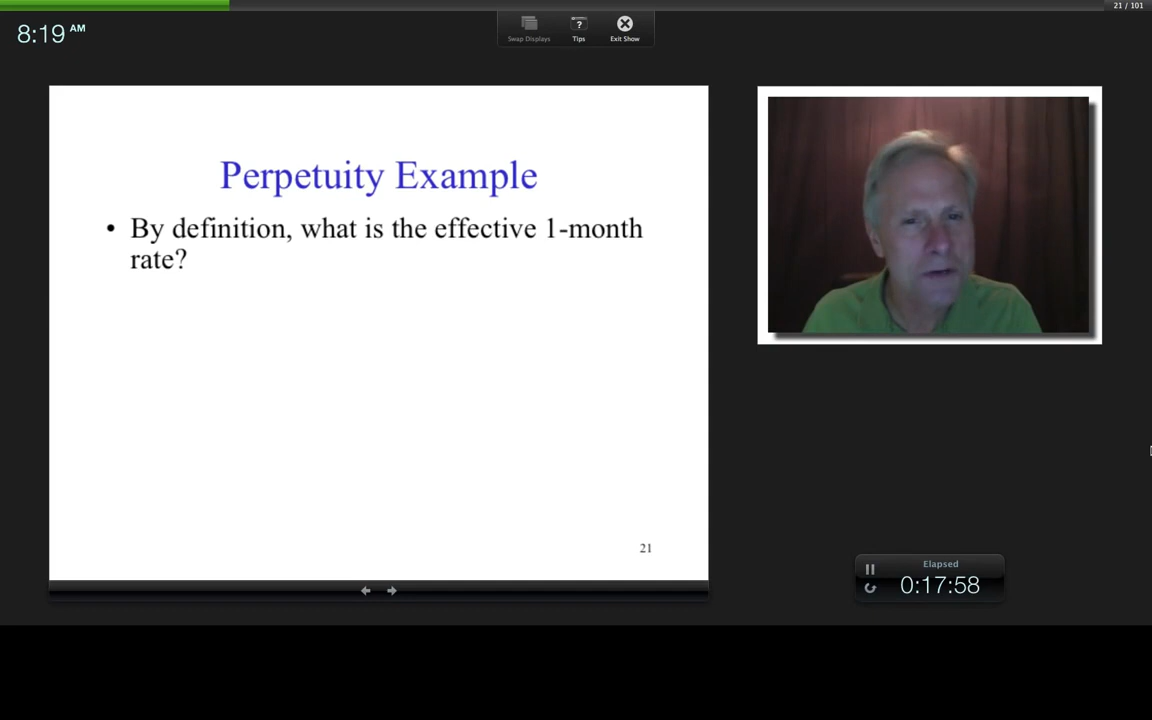 21 / 101
8:19 AM
Swap Displays
? Tips
Exit Show
Perpetuity Example
• By definition, what is the effective 1-month
rate?
21
Elapsed
0:17:58